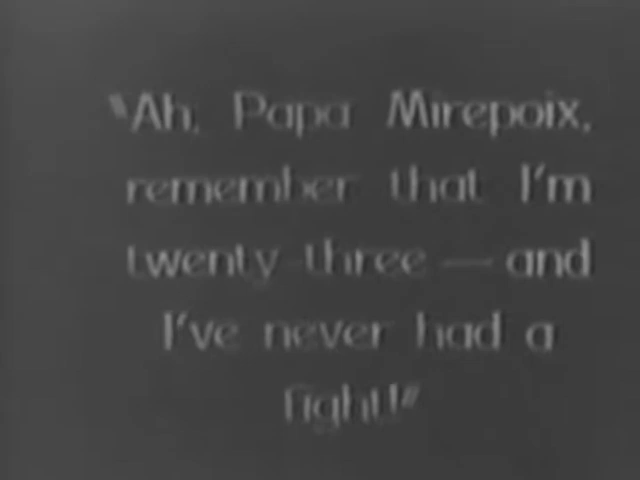 "Ah, Papa Mirepoix,
remember that I'm
twenty-three — and
I've never had a
fight!"